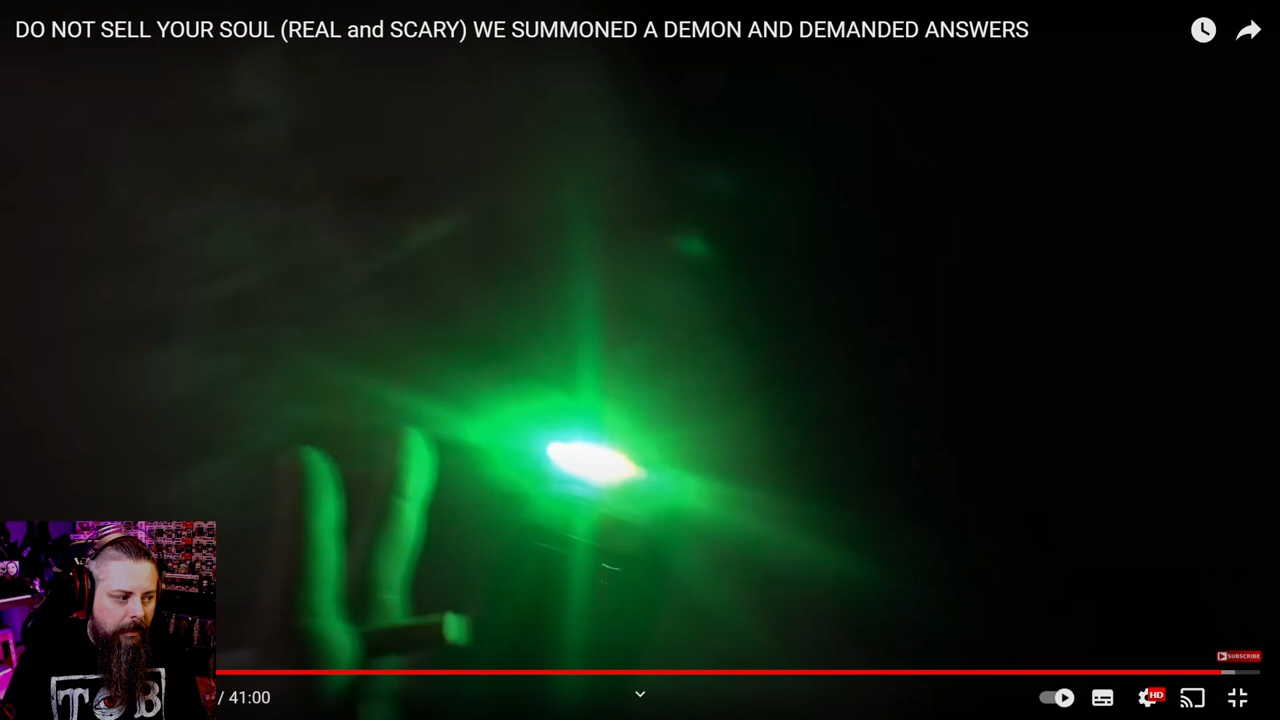 DO NOT SELL YOUR SOUL (REAL and SCARY) WE SUMMONED A DEMON AND DEMANDED ANSWERS
SUBSCRIBE
/ 41:00
HD